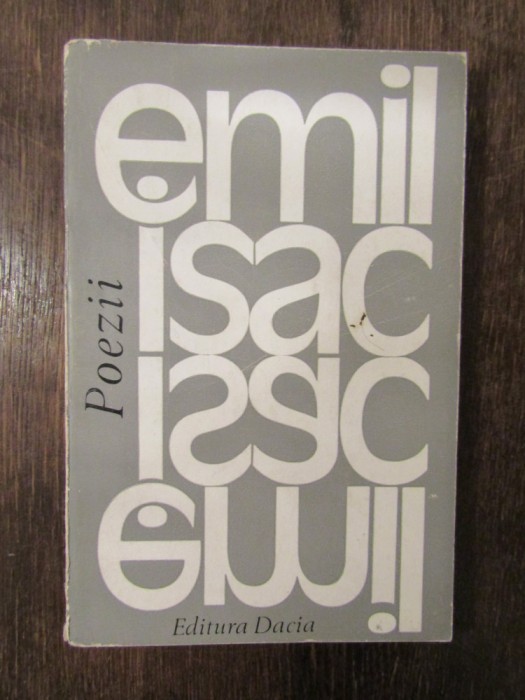 emil
isac
isac
emil
Poezii
Editura Dacia